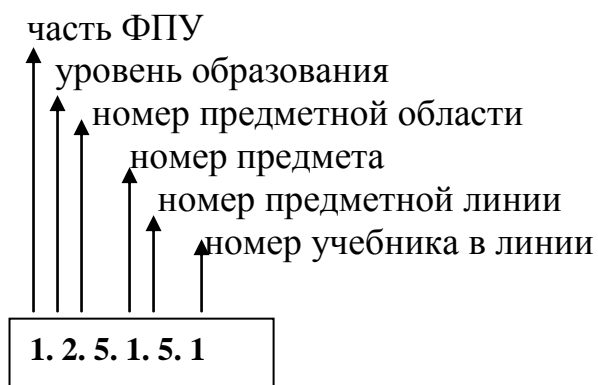 часть ФПУ
уровень образования
номер предметной области
номер предмета
номер предметной линии
номер учебника в линии
1. 2. 5. 1. 5. 1